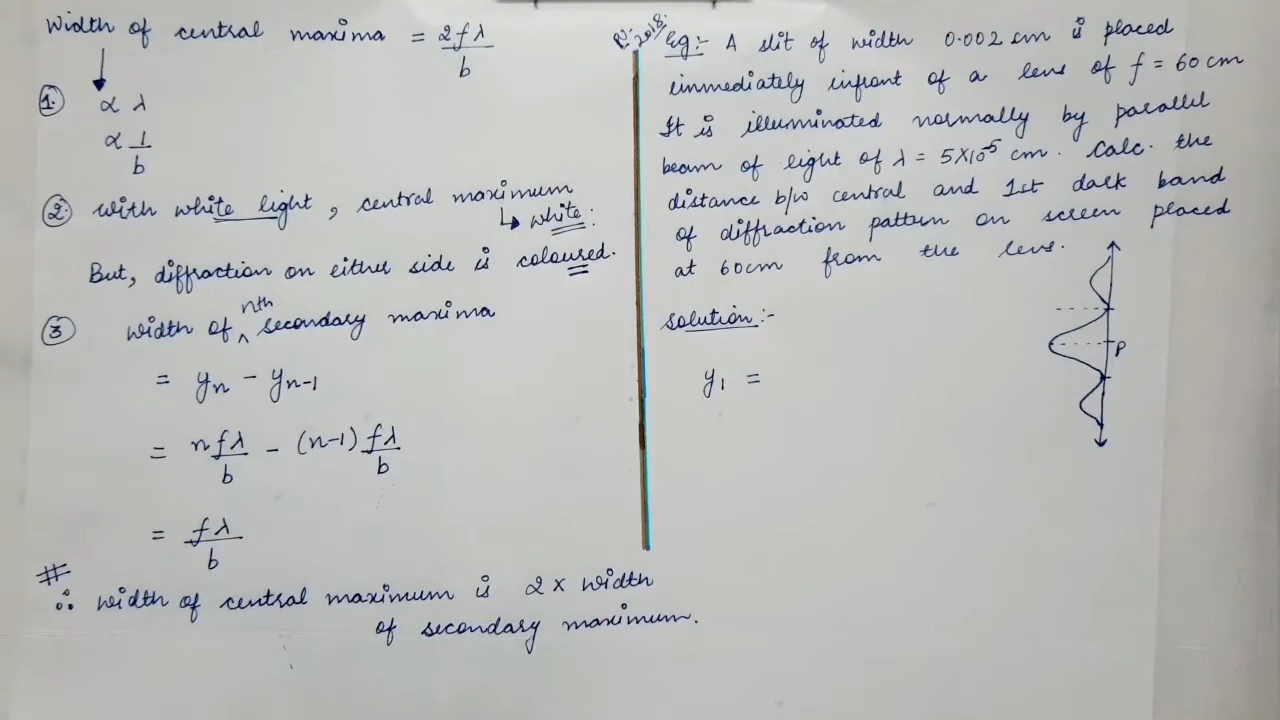 Width of central maxima = 2fλ/b
① α λ
α 1/b
② with white light, central maximum
↳ white:
But, diffraction on either side is coloured.
③ width of nth secondary maxima
= yn - yn-1
= nfλ/b - (n-1) fλ/b
= fλ/b
#
∴ width of central maximum is 2 x width
of secondary maximum.
2018.
Eg:- A slit of width 0.002 cm is placed
immediately infront of a lens of f = 60 cm
It is illuminated normally by parallel
beam of light of λ = 5X10⁻⁵ cm. Calc. the
distance b/w central and 1st dark band
of diffraction pattern on screen placed
at 60cm from the lens.
Solution:-
y₁ =
P